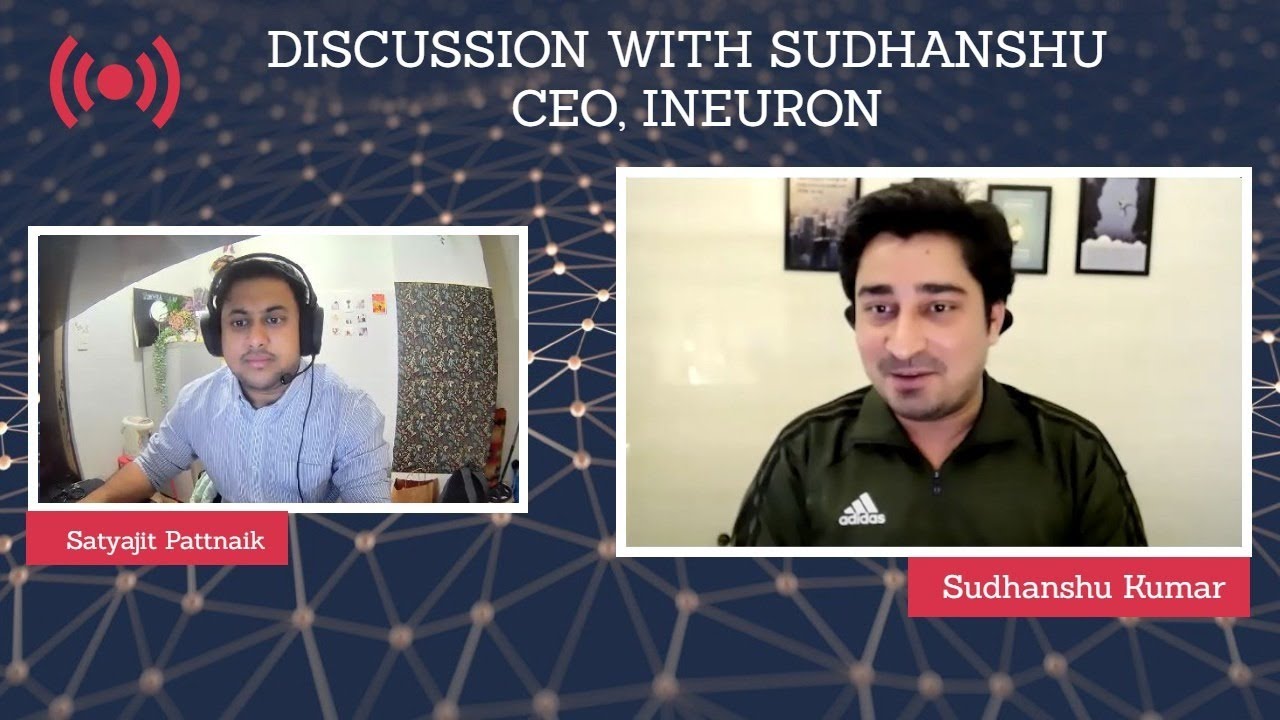 DISCUSSION WITH SUDHANSHU
CEO, INEURON
Satyajit Pattnaik
adidas
Sudhanshu Kumar